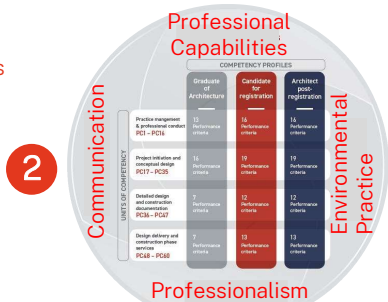 Professional
Capabilities
s
COMPETENCY PROFILES
Graduate
of
Architecture
Candidate
for
registration
Architect
post-
registration
Communication
UNITS OF COMPETENCY
Practice management
& professional conduct
PC1 – PC16
13
Performance
criteria
16
Performance
criteria
16
Performance
criteria
2
Project initiation and
conceptual design
PC17 – PC35
16
Performance
criteria
19
Performance
criteria
19
Performance
criteria
Detailed design
and construction
documentation
PC36 – PC47
7
Performance
criteria
12
Performance
criteria
12
Performance
criteria
Design delivery and
construction phase
services
PC48 – PC60
7
Performance
criteria
13
Performance
criteria
13
Performance
criteria
Environmental
Practice
Professionalism